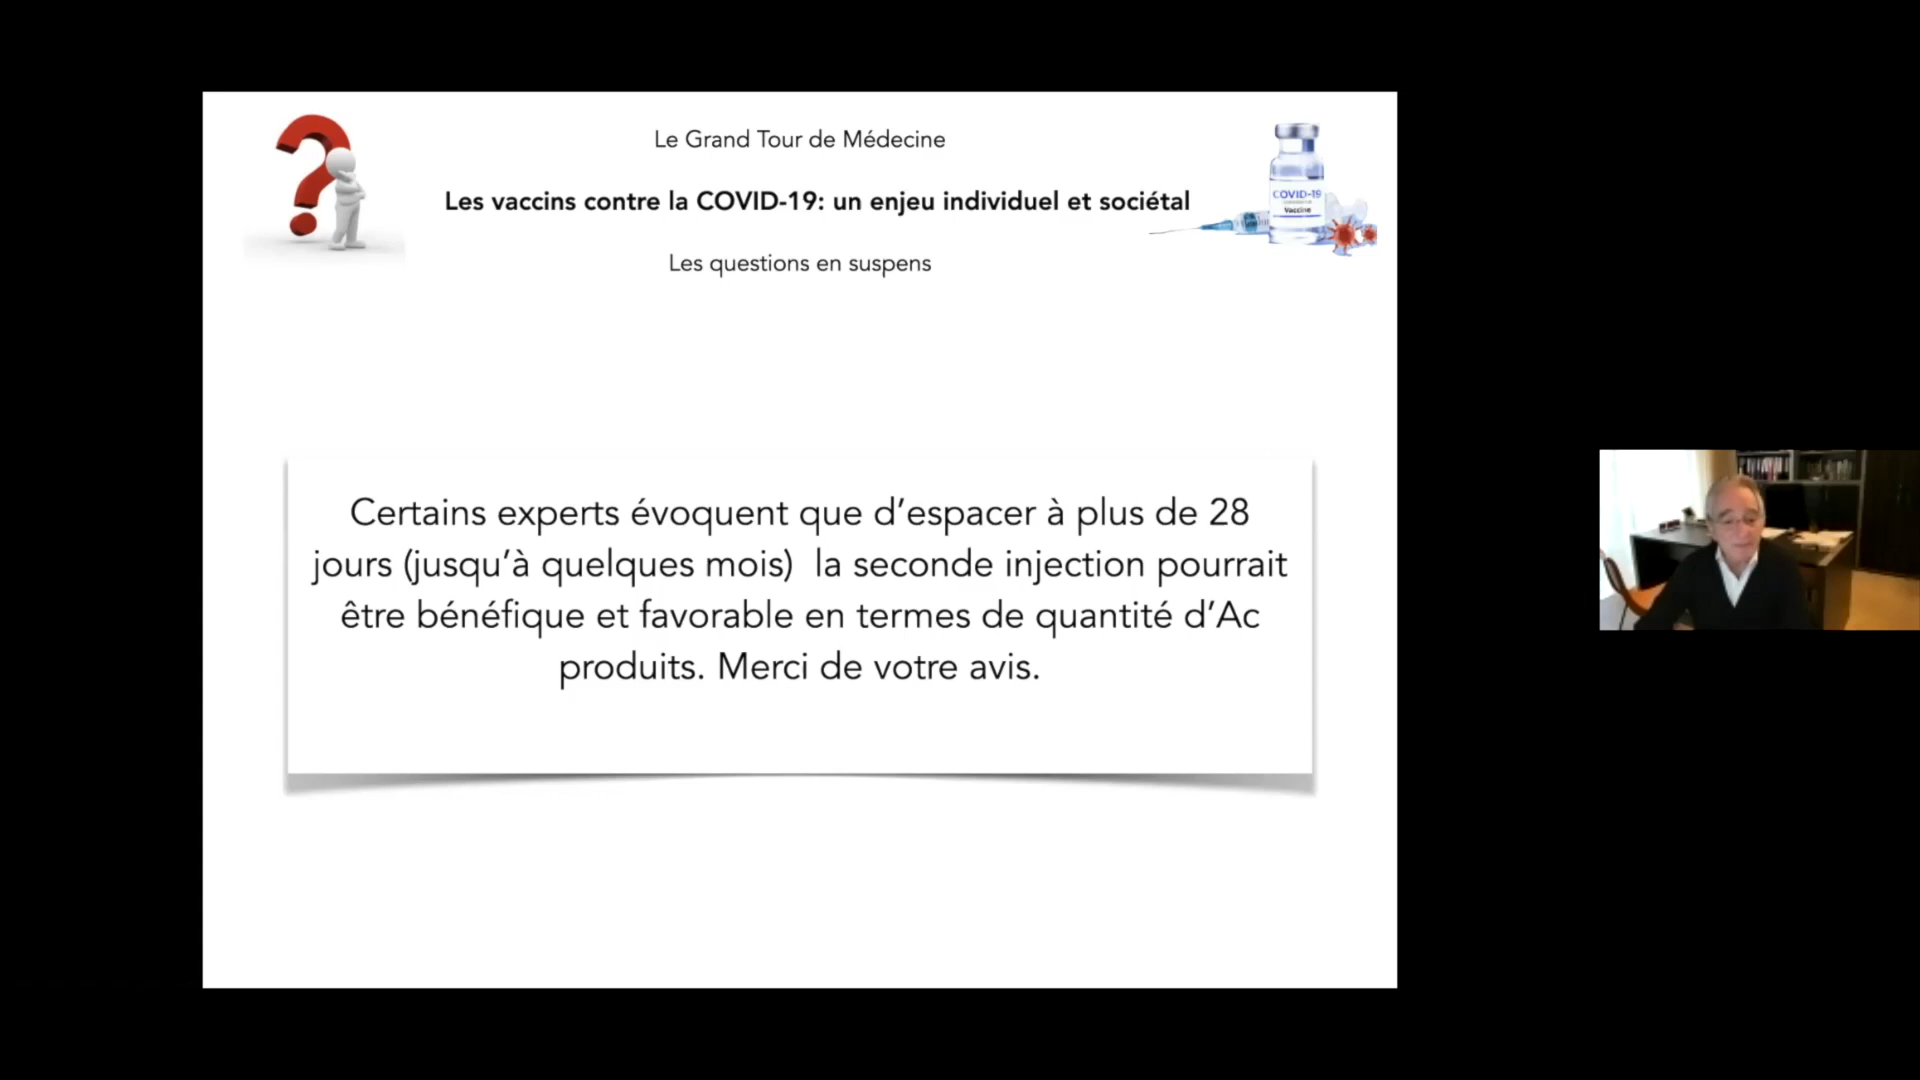 Le Grand Tour de Médecine
Les vaccins contre la COVID-19: un enjeu individuel et sociétal
Les questions en suspens
COVID-19
Vaccine
Certains experts évoquent que d’espacer à plus de 28
jours (jusqu’à quelques mois)  la seconde injection pourrait
être bénéfique et favorable en termes de quantité d’Ac
produits. Merci de votre avis.